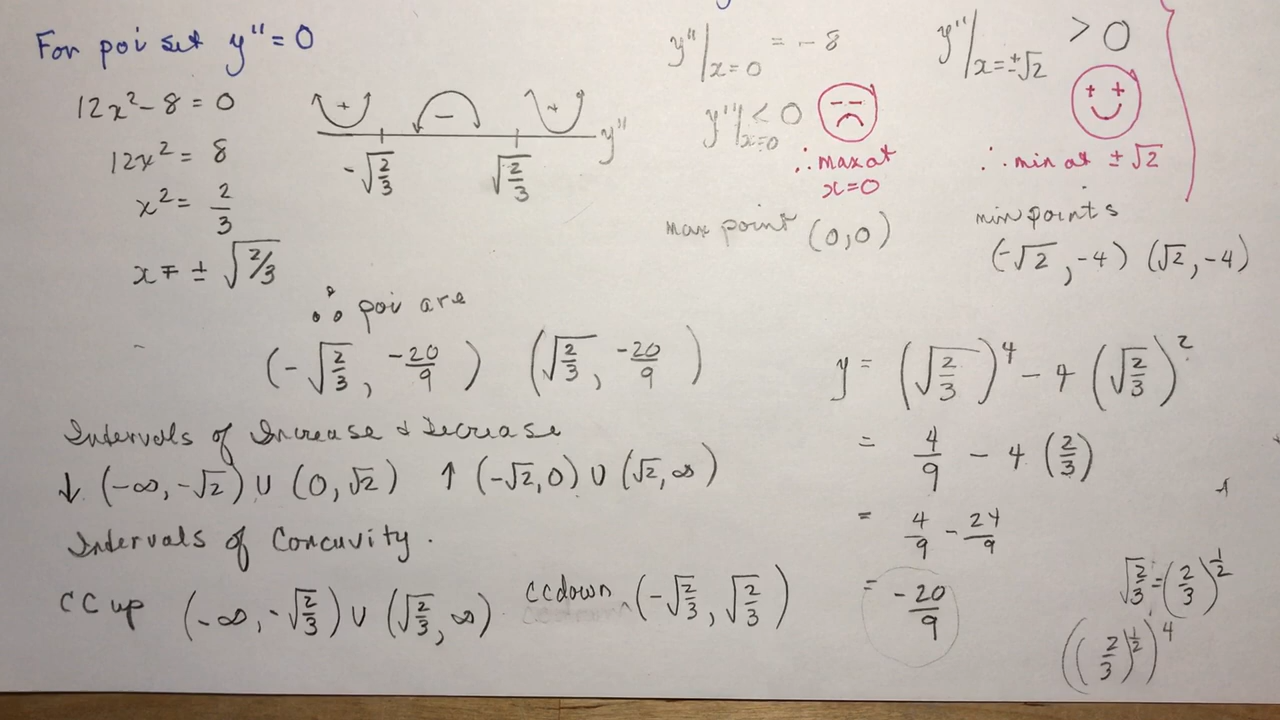 For poi set y" = 0
12x² - 8 = 0
12x² = 8
x² = 2/3
x = ± √(2/3)
+ - + y"
-√(2/3) √(2/3)
y"|x=0 = -8
y"|x=0 < 0
∴ max at
x=0
max point (0,0)
y"|x=±√2 > 0
∴ min at ±√2
min points
(-√2, -4) (√2, -4)
∴ poi are
(-√(2/3), -20/9) (√(2/3), -20/9)
Intervals of Increase & Decrease
↓ (-∞, -√2) ∪ (0, √2) ↑ (-√2, 0) ∪ (√2, ∞)
Intervals of Concuvity.
CC up (-∞, -√(2/3)) ∪ (√(2/3), ∞) CC down (-√(2/3), √(2/3))
y = (√(2/3))⁴ - 4 (√(2/3))²
= 4/9 - 4 (2/3)
= 4/9 - 24/9
= -20/9
√(2/3) = (2/3)^(1/2)
((2/3)^(1/2))⁴